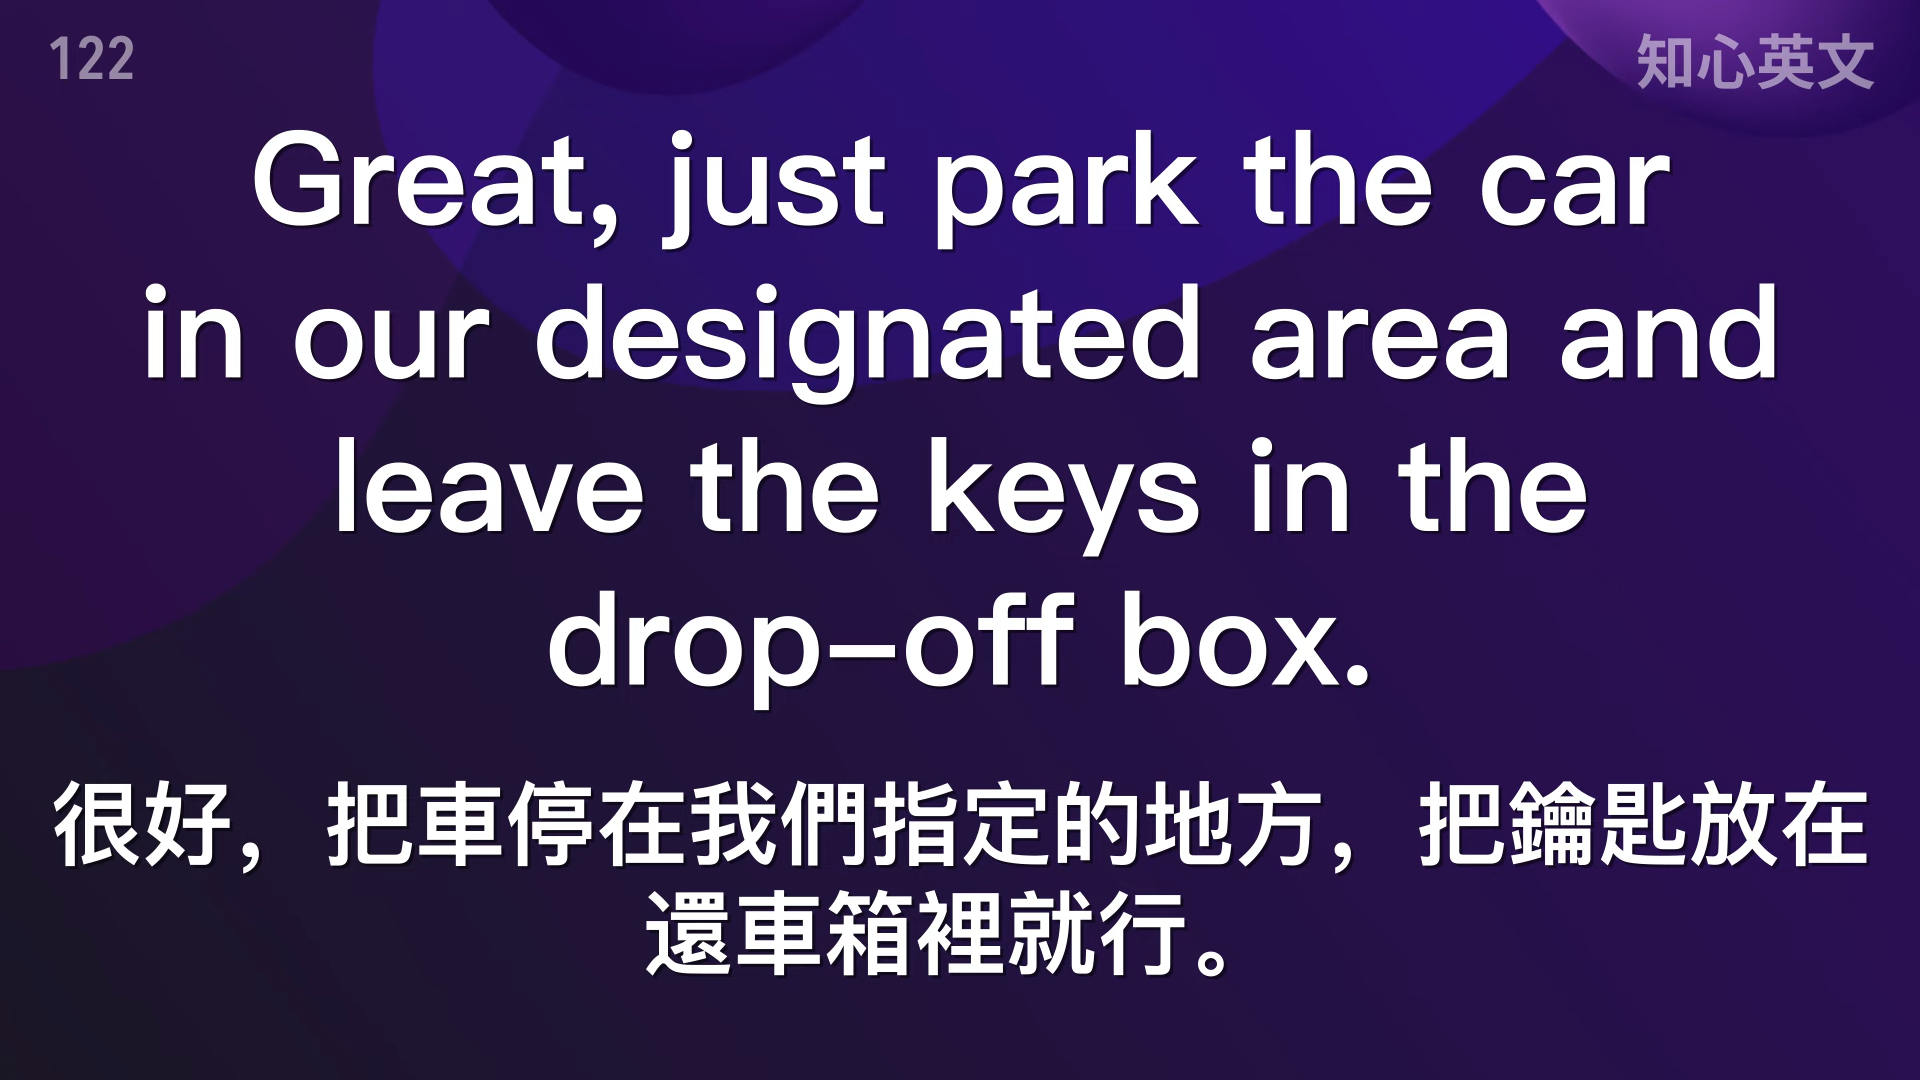 122
知心英文
Great, just park the car
in our designated area and
leave the keys in the
drop-off box.
很好，把車停在我們指定的地方，把鑰匙放在
還車箱裡就行。